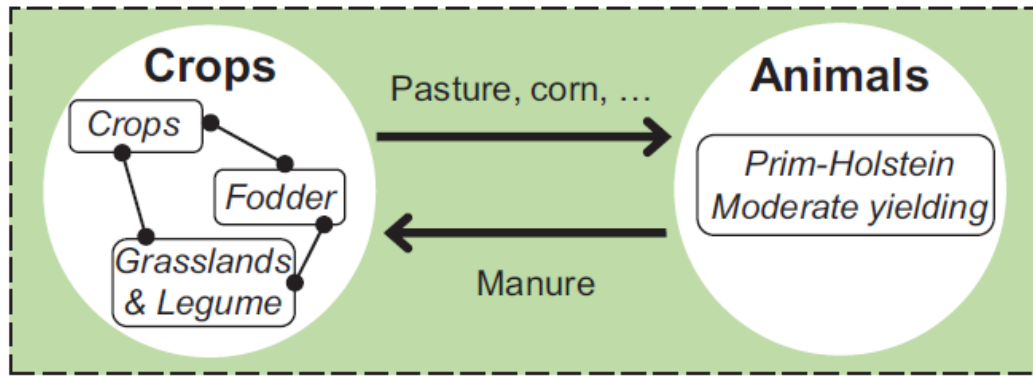 Crops
Crops
Fodder
Grasslands
& Legume
Pasture, corn, ...
Manure
Animals
Prim-Holstein
Moderate yielding